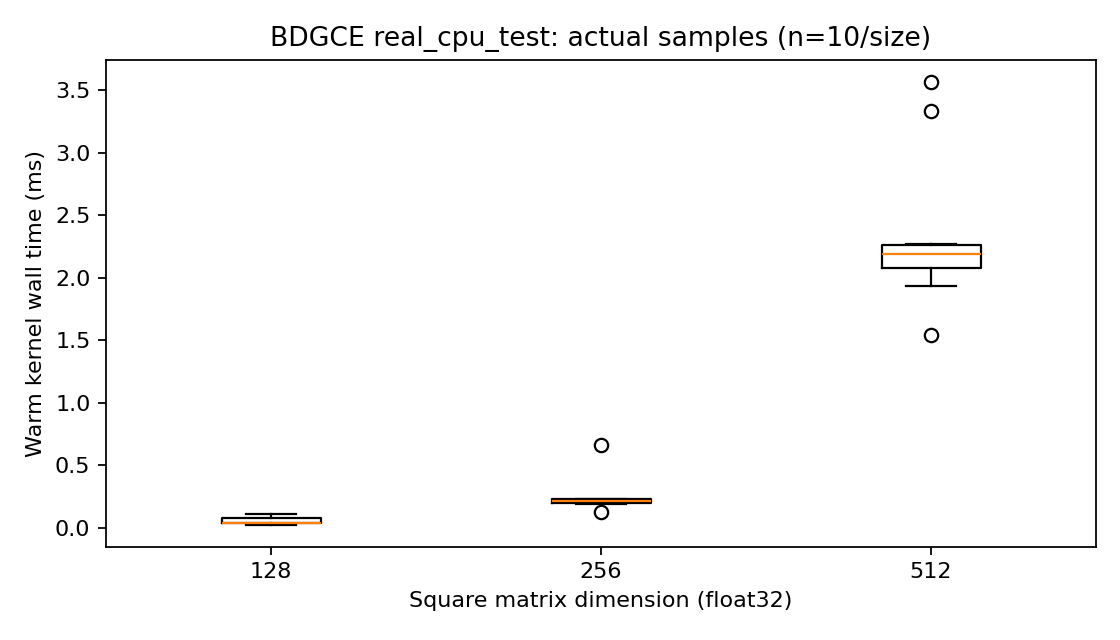 BDGCE real_cpu_test: actual samples (n=10/size)
Warm kernel wall time (ms)
3.5
3.0
2.5
2.0
1.5
1.0
0.5
0.0
128 256 512
Square matrix dimension (float32)